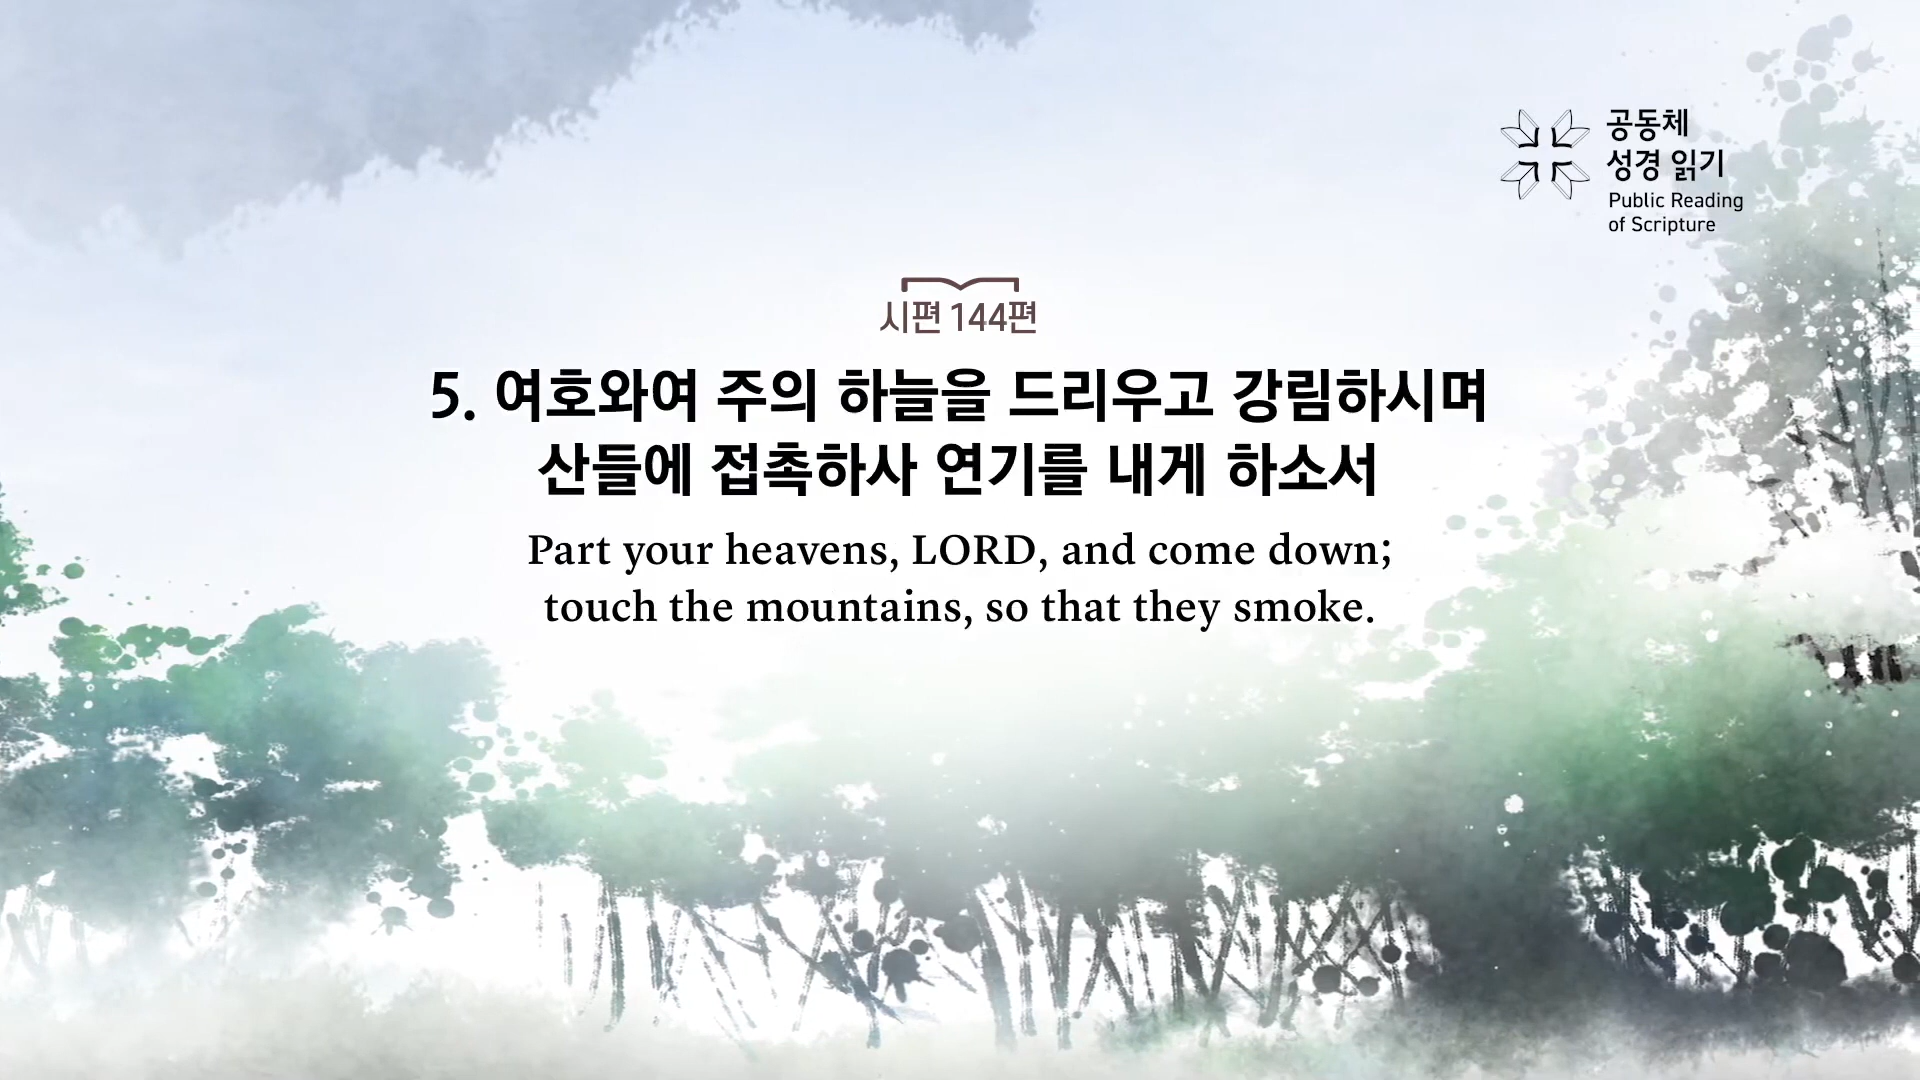 공동체
성경 읽기
Public Reading
of Scripture
시편 144편
5. 여호와여 주의 하늘을 드리우고 강림하시며
산들에 접촉하사 연기를 내게 하소서
Part your heavens, LORD, and come down;
touch the mountains, so that they smoke.